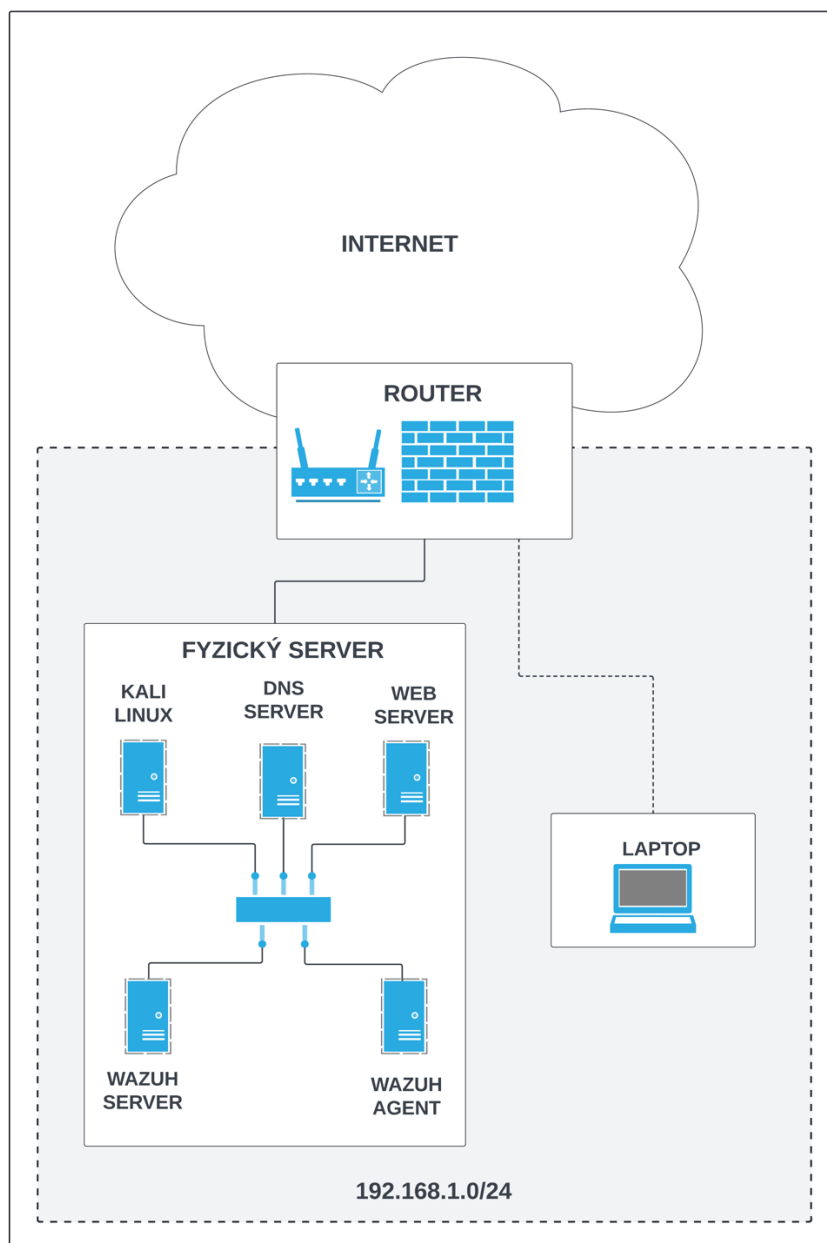 INTERNET
ROUTER
FYZICKÝ SERVER
KALI
LINUX
DNS
SERVER
WEB
SERVER
WAZUH
SERVER
WAZUH
AGENT
LAPTOP
192.168.1.0/24